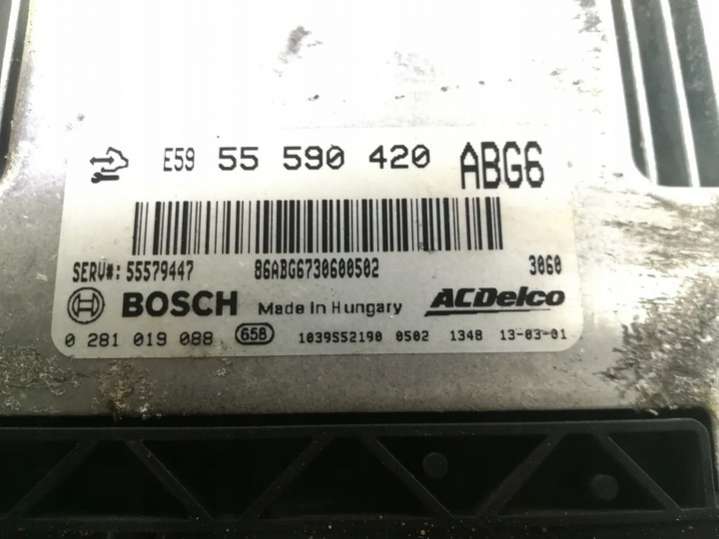 E59 55 590 420 ABG6
SERV#: 55579447 86ABG6730600502 3060
BOSCH Made in Hungary ACDelco
0 281 019 088 658 1039S52190 0502 1348 13-03-01